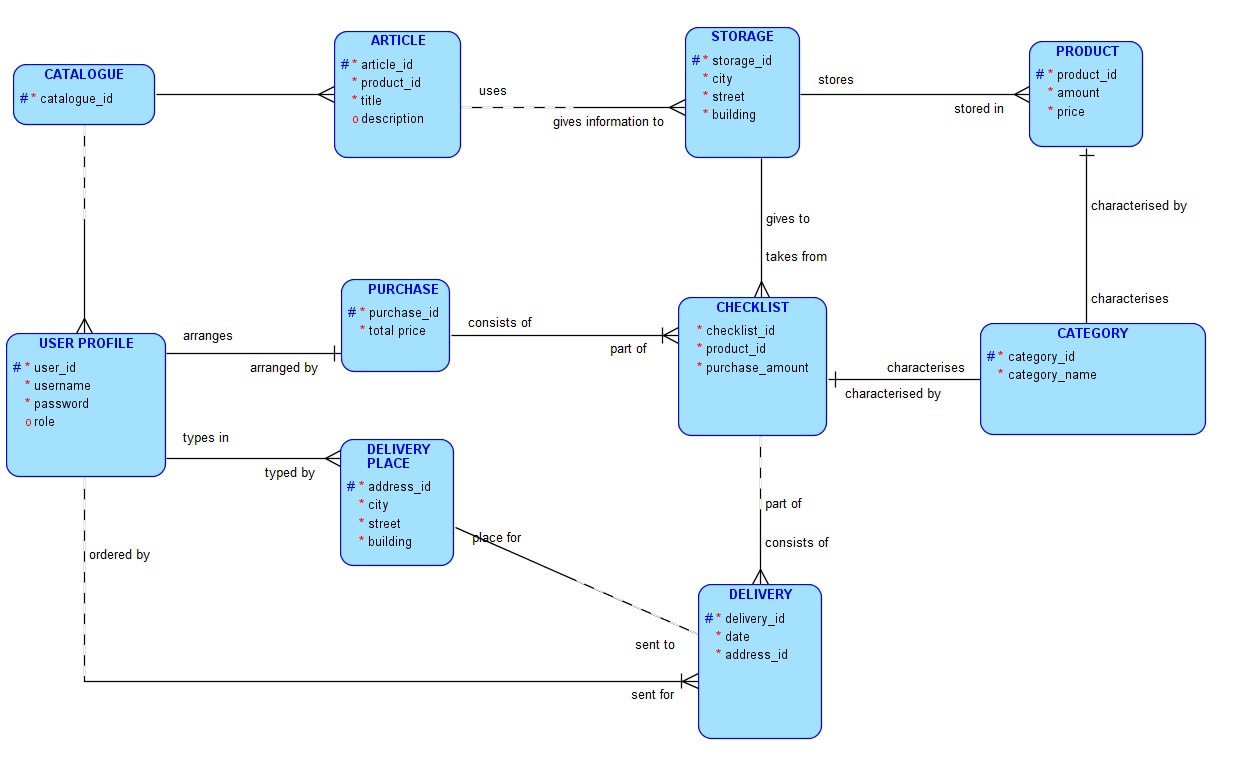 CATALOGUE
#* catalogue_id
ARTICLE
#* article_id
* product_id
* title
o description
uses
gives information to
STORAGE
#* storage_id
* city
* street
* building
stores
stored in
PRODUCT
#* product_id
* amount
* price
gives to
takes from
characterised by
characterises
USER PROFILE
#* user_id
* username
* password
o role
arranges
arranged by
PURCHASE
#* purchase_id
* total price
consists of
part of
CHECKLIST
* checklist_id
* product_id
* purchase_amount
characterises
characterised by
CATEGORY
#* category_id
* category_name
types in
typed by
DELIVERY
PLACE
#* address_id
* city
* street
* building
place for
sent to
part of
consists of
ordered by
sent for
DELIVERY
#* delivery_id
* date
* address_id